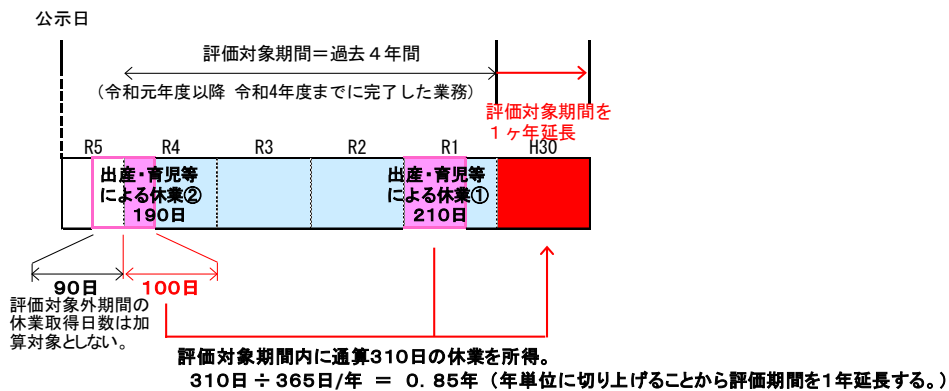 公示日
評価対象期間＝過去４年間
（令和元年度以降 令和4年度までに完了した業務）
評価対象期間を
１ヶ年延長
R5 R4 R3 R2 R1 H30
出産・育児等
による休業②
190日
出産・育児等
による休業①
210日
90日
100日
評価対象外期間の
休業取得日数は加
算対象としない。
評価対象期間内に通算310日の休業を所得。
310日 ÷ 365日/年 ＝ 0. 85年 （年単位に切り上げることから評価期間を1年延長する。）